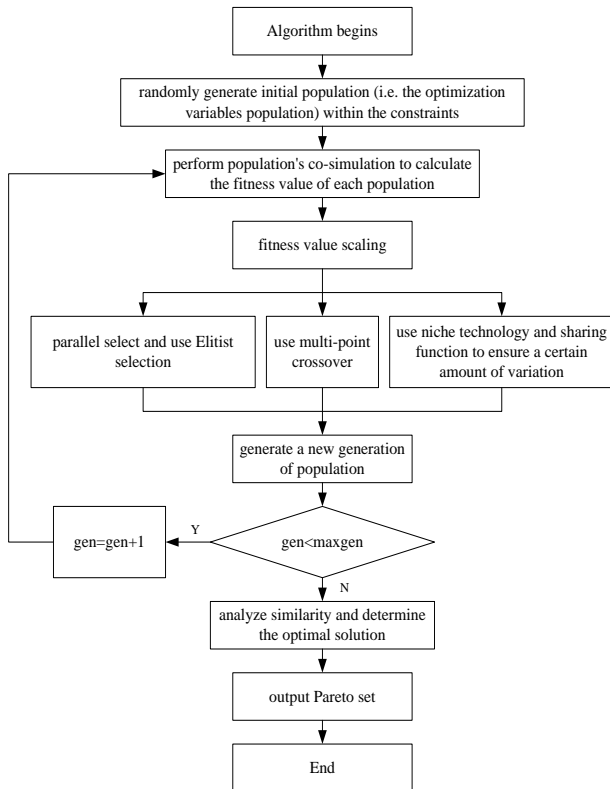 Algorithm begins
randomly generate initial population (i.e. the optimization
variables population) within the constraints
perform population's co-simulation to calculate
the fitness value of each population
fitness value scaling
parallel select and use Elitist
selection
use multi-point
crossover
use niche technology and sharing
function to ensure a certain
amount of variation
generate a new generation
of population
gen=gen+1
Y
gen<maxgen
N
analyze similarity and determine
the optimal solution
output Pareto set
End